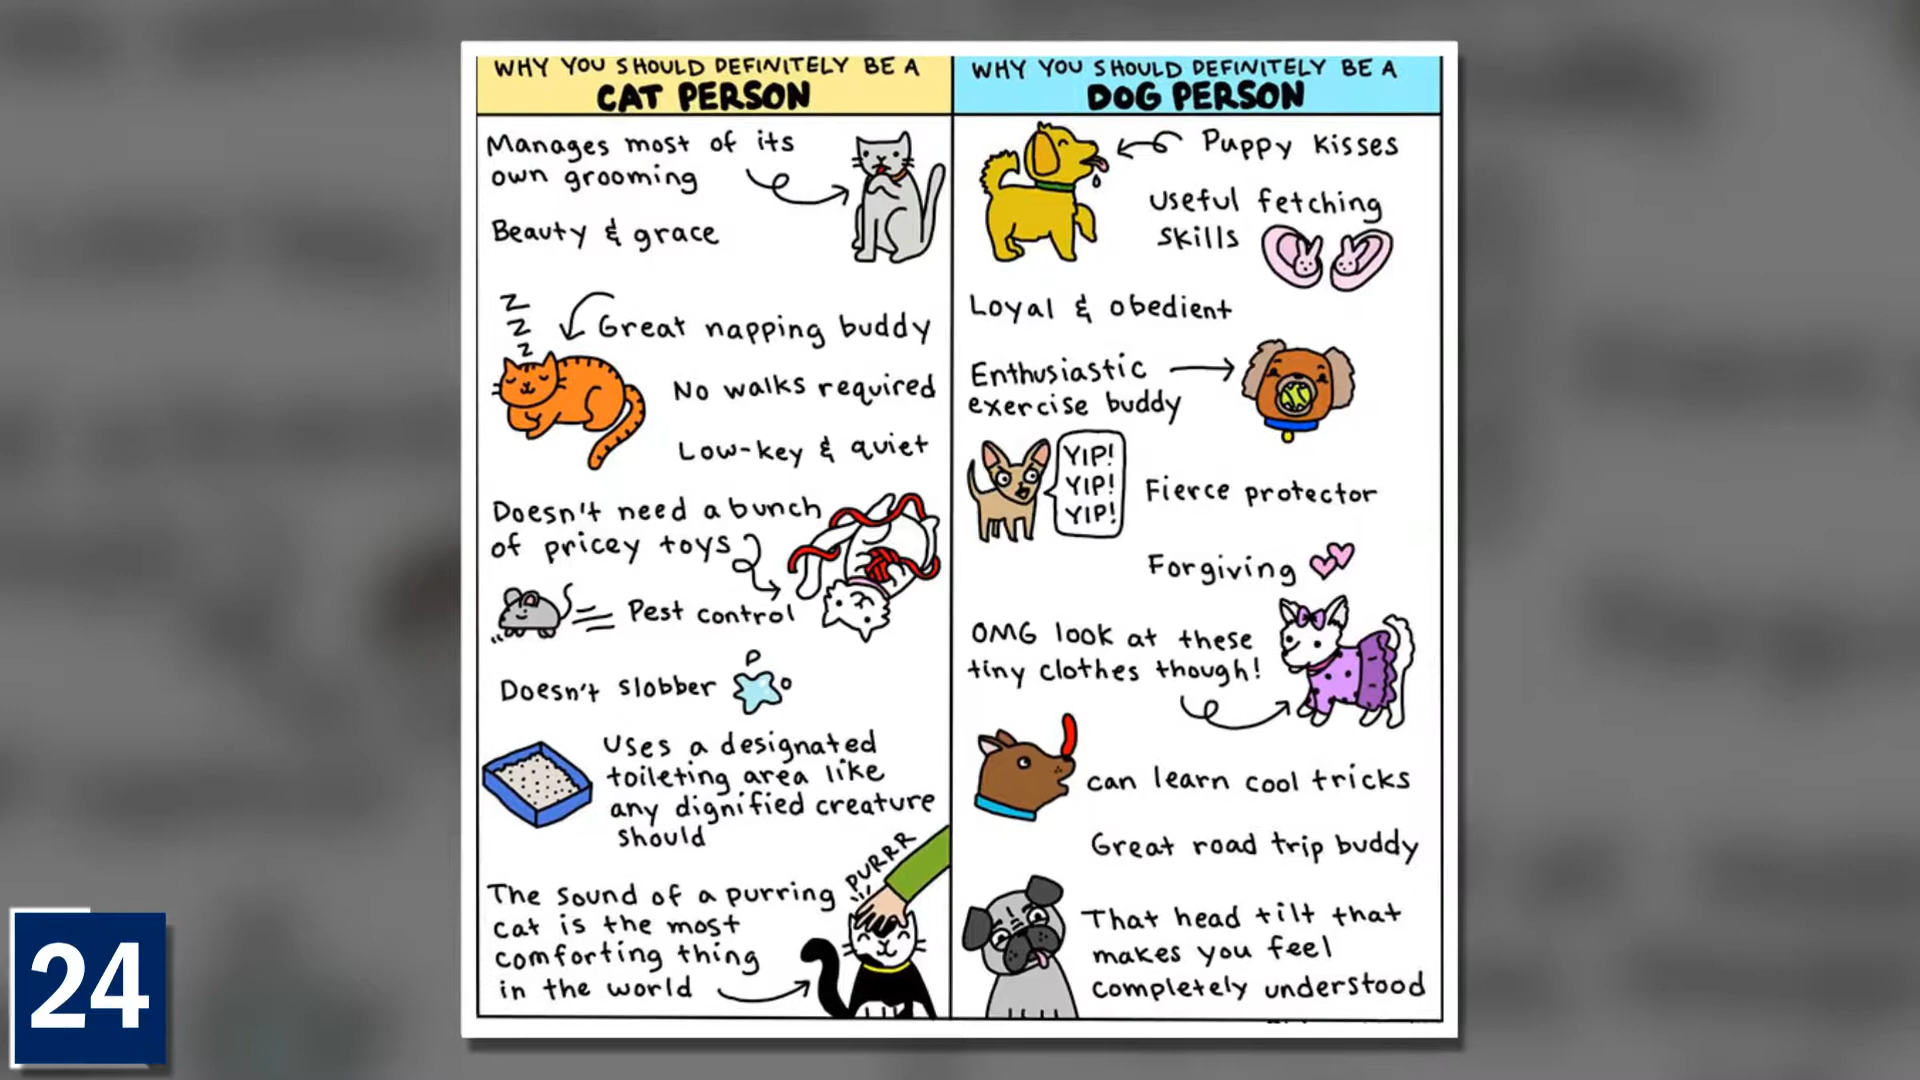 WHY YOU SHOULD DEFINITELY BE A
CAT PERSON
Manages most of its
own grooming
Beauty & grace
Z
Z
Z
Great napping buddy
No walks required
Low-key & quiet
Doesn't need a bunch
of pricey toys
Pest control
Doesn't slobber
Uses a designated
toileting area like
any dignified creature
should
PURRR
The sound of a purring
cat is the most
comforting thing
in the world
WHY YOU SHOULD DEFINITELY BE A
DOG PERSON
Puppy kisses
Useful fetching
skills
Loyal & obedient
Enthusiastic
exercise buddy
YIP!
YIP!
YIP!
Fierce protector
Forgiving
OMG look at these
tiny clothes though!
can learn cool tricks
Great road trip buddy
That head tilt that
makes you feel
completely understood
24